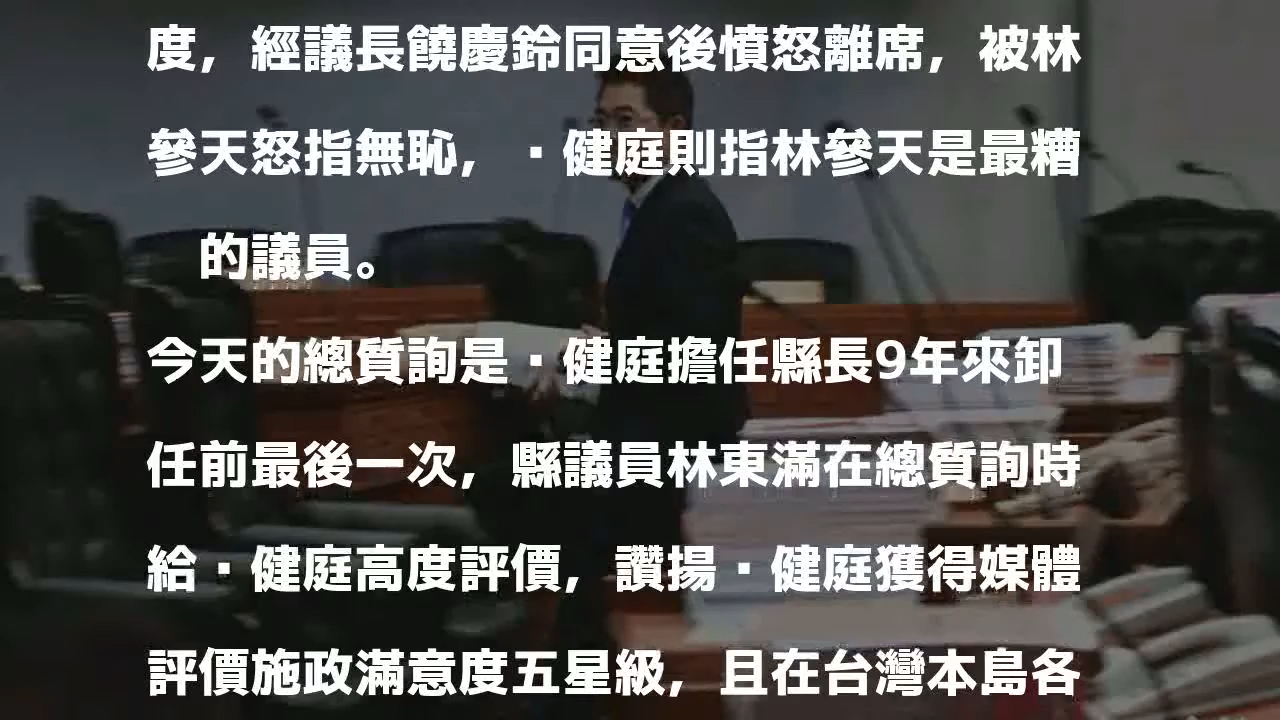 度，經議長饒慶鈴同意後憤怒離席，被林
參天怒指無恥，▪健庭則指林參天是最糟
的議員。
今天的總質詢是▪健庭擔任縣長9年來卸
任前最後一次，縣議員林東滿在總質詢時
給▪健庭高度評價，讚揚▪健庭獲得媒體
評價施政滿意度五星級，且在台灣本島各